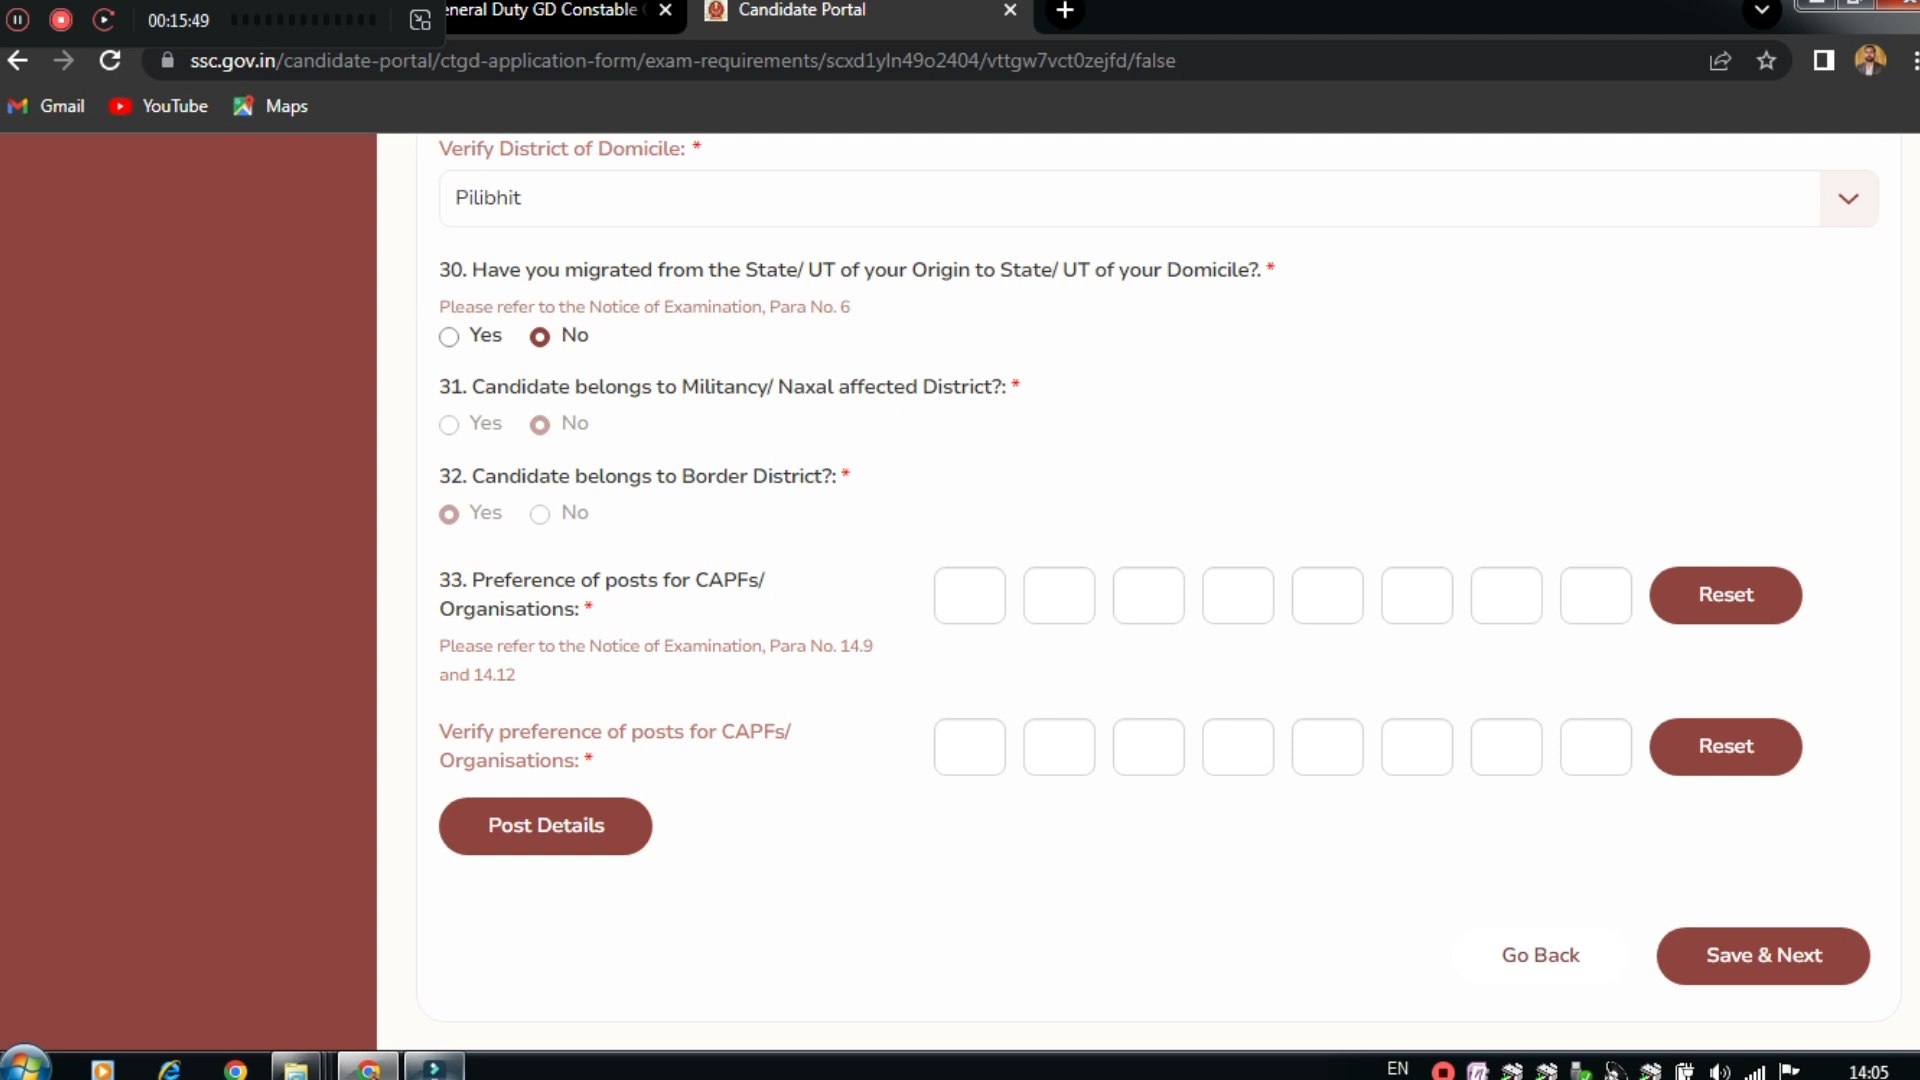 00:15:49
eneral Duty GD Constable
Candidate Portal
ssc.gov.in/candidate-portal/ctgd-application-form/exam-requirements/scxd1yln49o2404/vttgw7vct0zejfd/false
Gmail YouTube Maps
Verify District of Domicile: *
Pilibhit
30. Have you migrated from the State/ UT of your Origin to State/ UT of your Domicile?. *
Please refer to the Notice of Examination, Para No. 6
Yes No
31. Candidate belongs to Militancy/ Naxal affected District?: *
Yes No
32. Candidate belongs to Border District?: *
Yes No
33. Preference of posts for CAPFs/
Organisations: *
Reset
Please refer to the Notice of Examination, Para No. 14.9
and 14.12
Verify preference of posts for CAPFs/
Organisations: *
Reset
Post Details
Go Back Save & Next
EN 14:05